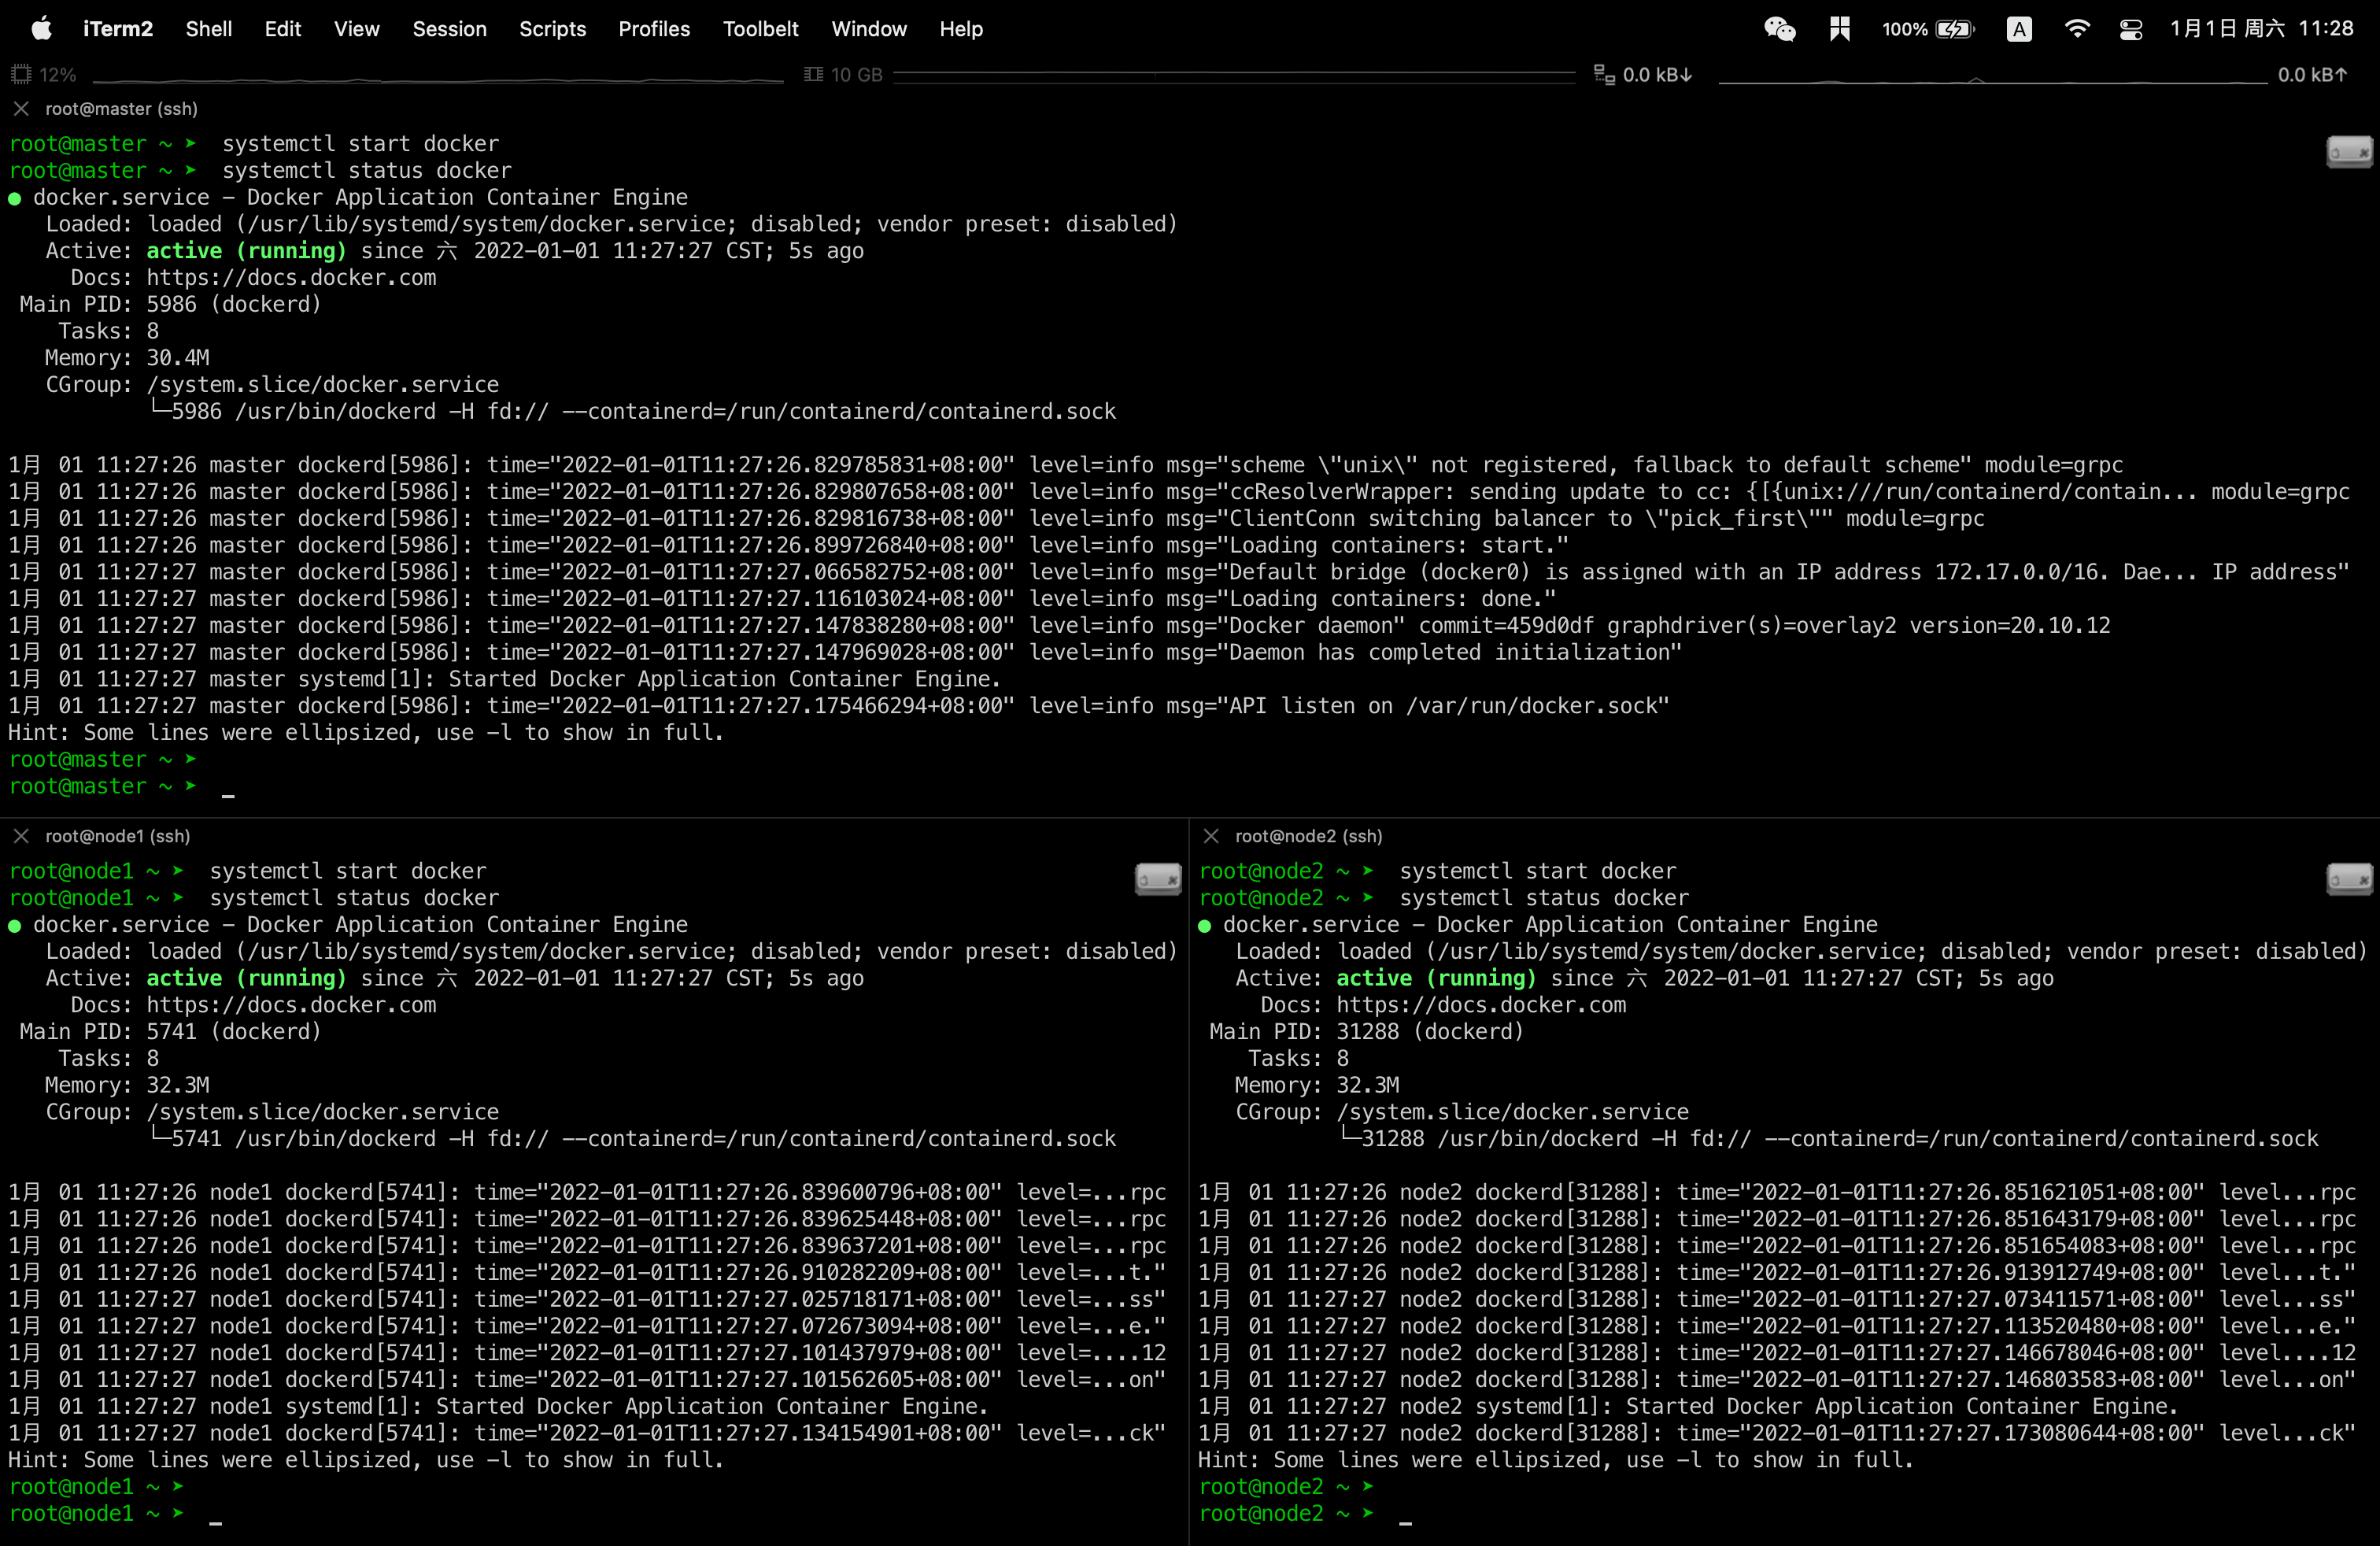 iTerm2 Shell Edit View Session Scripts Profiles Toolbelt Window Help 100% A 1月1日 周六 11:28
12% 10 GB 0.0 kB↓ 0.0 kB↑
root@master (ssh)
root@master ~ ➤ systemctl start docker
root@master ~ ➤ systemctl status docker
● docker.service - Docker Application Container Engine
Loaded: loaded (/usr/lib/systemd/system/docker.service; disabled; vendor preset: disabled)
Active: active (running) since 六 2022-01-01 11:27:27 CST; 5s ago
Docs: https://docs.docker.com
Main PID: 5986 (dockerd)
Tasks: 8
Memory: 30.4M
CGroup: /system.slice/docker.service
└─5986 /usr/bin/dockerd -H fd:// --containerd=/run/containerd/containerd.sock
1月 01 11:27:26 master dockerd[5986]: time="2022-01-01T11:27:26.829785831+08:00" level=info msg="scheme \"unix\" not registered, fallback to default scheme" module=grpc
1月 01 11:27:26 master dockerd[5986]: time="2022-01-01T11:27:26.829807658+08:00" level=info msg="ccResolverWrapper: sending update to cc: {[{unix:///run/containerd/contain... module=grpc
1月 01 11:27:26 master dockerd[5986]: time="2022-01-01T11:27:26.829816738+08:00" level=info msg="ClientConn switching balancer to \"pick_first\"" module=grpc
1月 01 11:27:26 master dockerd[5986]: time="2022-01-01T11:27:26.899726840+08:00" level=info msg="Loading containers: start."
1月 01 11:27:27 master dockerd[5986]: time="2022-01-01T11:27:27.066582752+08:00" level=info msg="Default bridge (docker0) is assigned with an IP address 172.17.0.0/16. Dae... IP address"
1月 01 11:27:27 master dockerd[5986]: time="2022-01-01T11:27:27.116103024+08:00" level=info msg="Loading containers: done."
1月 01 11:27:27 master dockerd[5986]: time="2022-01-01T11:27:27.147838280+08:00" level=info msg="Docker daemon" commit=459d0df graphdriver(s)=overlay2 version=20.10.12
1月 01 11:27:27 master dockerd[5986]: time="2022-01-01T11:27:27.147969028+08:00" level=info msg="Daemon has completed initialization"
1月 01 11:27:27 master systemd[1]: Started Docker Application Container Engine.
1月 01 11:27:27 master dockerd[5986]: time="2022-01-01T11:27:27.175466294+08:00" level=info msg="API listen on /var/run/docker.sock"
Hint: Some lines were ellipsized, use -l to show in full.
root@master ~ ➤
root@master ~ ➤ _
root@node1 (ssh)
root@node1 ~ ➤ systemctl start docker
root@node1 ~ ➤ systemctl status docker
● docker.service - Docker Application Container Engine
Loaded: loaded (/usr/lib/systemd/system/docker.service; disabled; vendor preset: disabled)
Active: active (running) since 六 2022-01-01 11:27:27 CST; 5s ago
Docs: https://docs.docker.com
Main PID: 5741 (dockerd)
Tasks: 8
Memory: 32.3M
CGroup: /system.slice/docker.service
└─5741 /usr/bin/dockerd -H fd:// --containerd=/run/containerd/containerd.sock
1月 01 11:27:26 node1 dockerd[5741]: time="2022-01-01T11:27:26.839600796+08:00" level=...rpc
1月 01 11:27:26 node1 dockerd[5741]: time="2022-01-01T11:27:26.839625448+08:00" level=...rpc
1月 01 11:27:26 node1 dockerd[5741]: time="2022-01-01T11:27:26.839637201+08:00" level=...rpc
1月 01 11:27:26 node1 dockerd[5741]: time="2022-01-01T11:27:26.910282209+08:00" level=...t."
1月 01 11:27:27 node1 dockerd[5741]: time="2022-01-01T11:27:27.025718171+08:00" level=...ss"
1月 01 11:27:27 node1 dockerd[5741]: time="2022-01-01T11:27:27.072673094+08:00" level=...e."
1月 01 11:27:27 node1 dockerd[5741]: time="2022-01-01T11:27:27.101437979+08:00" level=....12
1月 01 11:27:27 node1 dockerd[5741]: time="2022-01-01T11:27:27.101562605+08:00" level=...on"
1月 01 11:27:27 node1 systemd[1]: Started Docker Application Container Engine.
1月 01 11:27:27 node1 dockerd[5741]: time="2022-01-01T11:27:27.134154901+08:00" level=...ck"
Hint: Some lines were ellipsized, use -l to show in full.
root@node1 ~ ➤
root@node1 ~ ➤ _
root@node2 (ssh)
root@node2 ~ ➤ systemctl start docker
root@node2 ~ ➤ systemctl status docker
● docker.service - Docker Application Container Engine
Loaded: loaded (/usr/lib/systemd/system/docker.service; disabled; vendor preset: disabled)
Active: active (running) since 六 2022-01-01 11:27:27 CST; 5s ago
Docs: https://docs.docker.com
Main PID: 31288 (dockerd)
Tasks: 8
Memory: 32.3M
CGroup: /system.slice/docker.service
└─31288 /usr/bin/dockerd -H fd:// --containerd=/run/containerd/containerd.sock
1月 01 11:27:26 node2 dockerd[31288]: time="2022-01-01T11:27:26.851621051+08:00" level...rpc
1月 01 11:27:26 node2 dockerd[31288]: time="2022-01-01T11:27:26.851643179+08:00" level...rpc
1月 01 11:27:26 node2 dockerd[31288]: time="2022-01-01T11:27:26.851654083+08:00" level...rpc
1月 01 11:27:26 node2 dockerd[31288]: time="2022-01-01T11:27:26.913912749+08:00" level...t."
1月 01 11:27:27 node2 dockerd[31288]: time="2022-01-01T11:27:27.073411571+08:00" level...ss"
1月 01 11:27:27 node2 dockerd[31288]: time="2022-01-01T11:27:27.113520480+08:00" level...e."
1月 01 11:27:27 node2 dockerd[31288]: time="2022-01-01T11:27:27.146678046+08:00" level....12
1月 01 11:27:27 node2 dockerd[31288]: time="2022-01-01T11:27:27.146803583+08:00" level...on"
1月 01 11:27:27 node2 systemd[1]: Started Docker Application Container Engine.
1月 01 11:27:27 node2 dockerd[31288]: time="2022-01-01T11:27:27.173080644+08:00" level...ck"
Hint: Some lines were ellipsized, use -l to show in full.
root@node2 ~ ➤
root@node2 ~ ➤ _